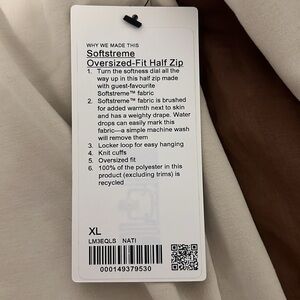 WHY WE MADE THIS
Softstreme
Oversized-Fit Half Zip
1. Turn the softness dial all the
way up in this half zip made
with guest-favourite
Softstreme™ fabric
2. Softstreme™ fabric is brushed
for added warmth next to skin
and has a weighty drape. Water
drops can easily mark this
fabric—a simple machine wash
will remove them
3. Locker loop for easy hanging
4. Knit cuffs
5. Oversized fit
6. 100% of the polyester in this
product (excluding trims) is
recycled
XL
LM3EQLS NATI
000149379530